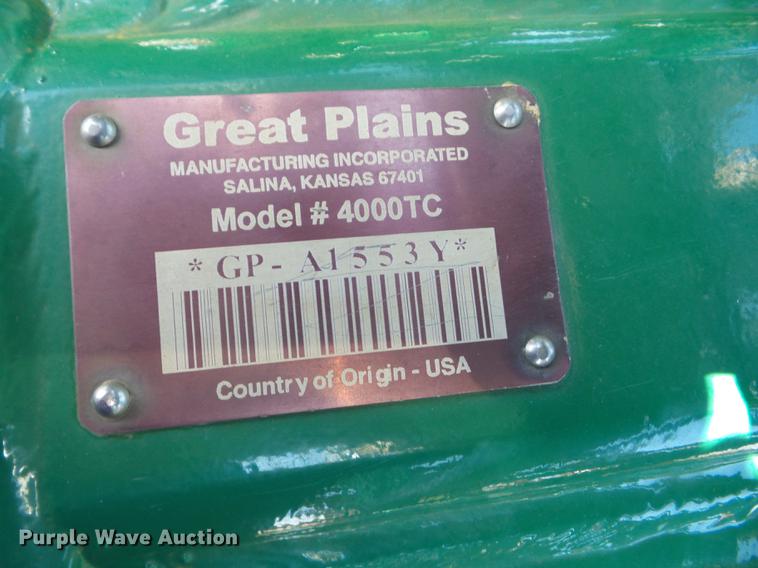 Great Plains
MANUFACTURING INCORPORATED
SALINA, KANSAS 67401
Model # 4000TC
*GP-A1553Y*
Country of Origin - USA
Purple Wave Auction®